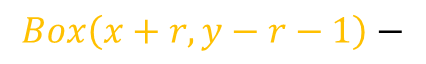 Box(x + r, y − r − 1) −